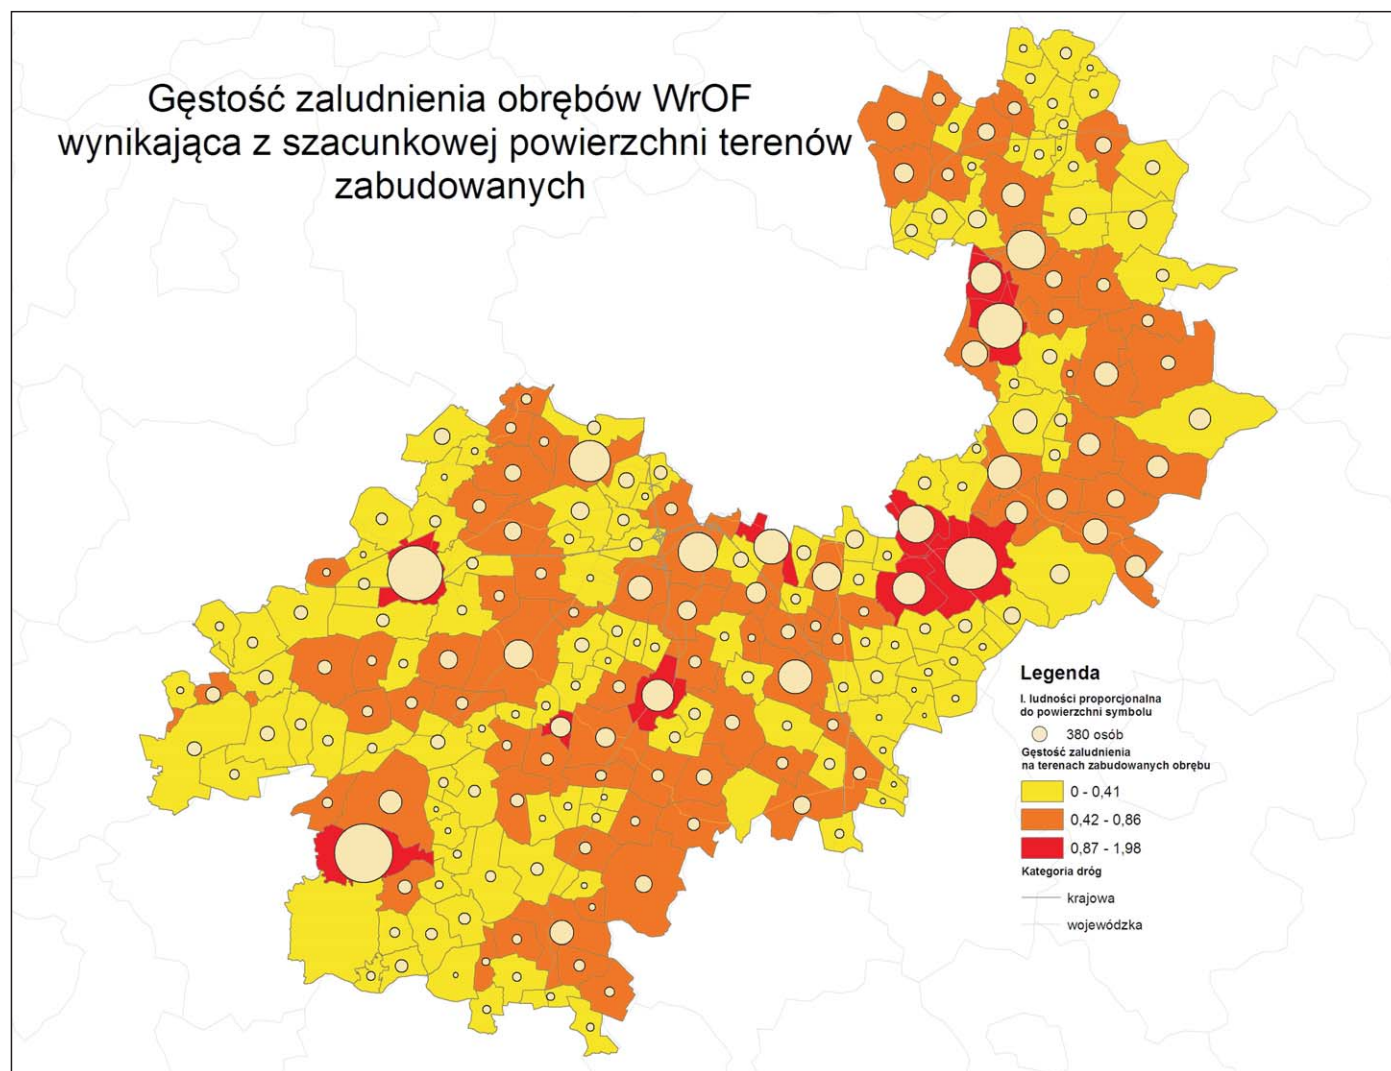 Gęstość zaludnienia obrębów WrOF
wynikająca z szacunkowej powierzchni terenów
zabudowanych
Legenda
l. ludności proporcjonalna
do powierzchni symbolu
380 osób
Gęstość zaludnienia
na terenach zabudowanych obrębu
0 - 0,41
0,42 - 0,86
0,87 - 1,98
Kategoria dróg
krajowa
wojewódzka